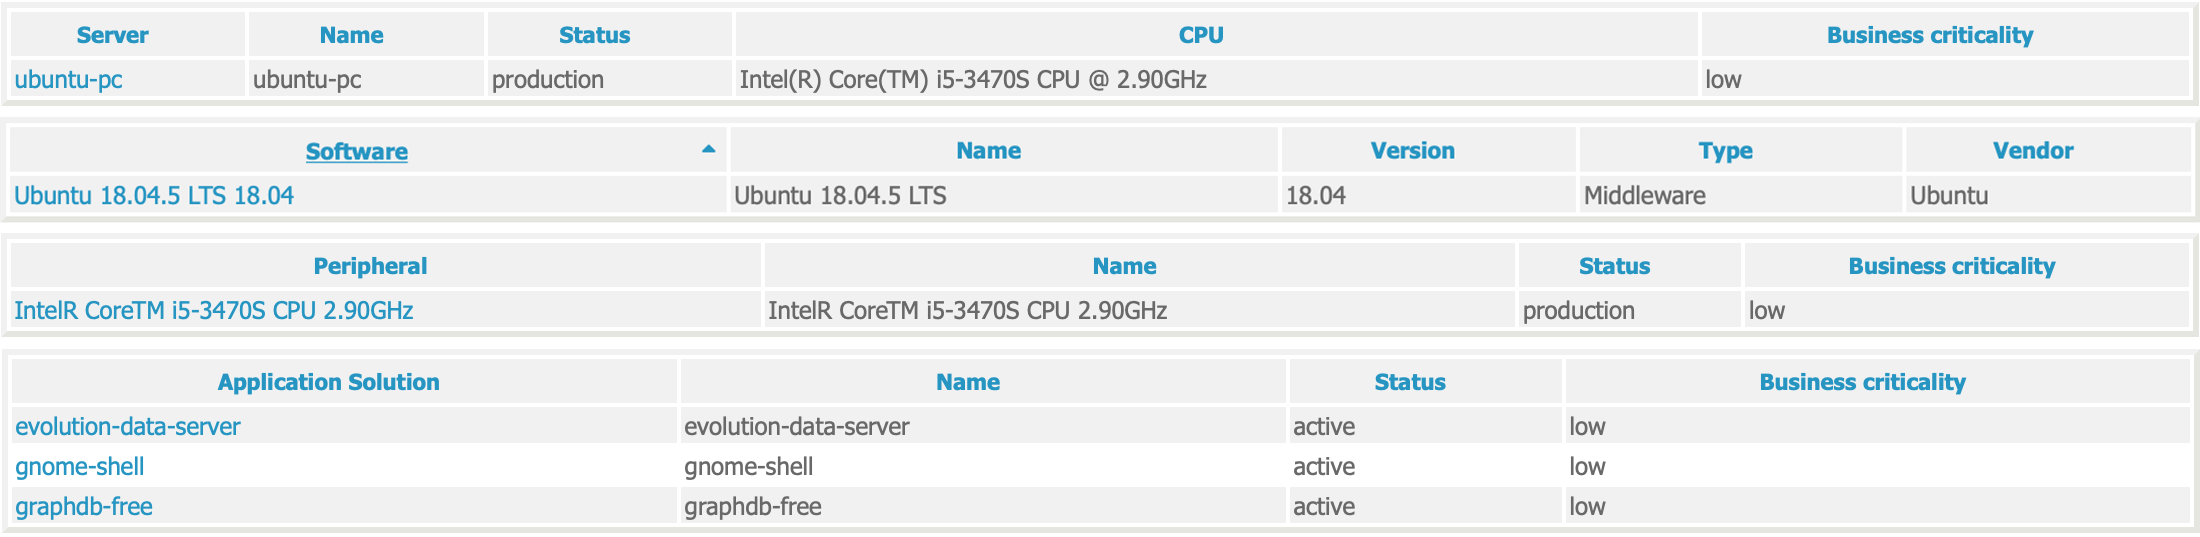 Server Name Status CPU Business criticality
ubuntu-pc ubuntu-pc production Intel(R) Core(TM) i5-3470S CPU @ 2.90GHz low
Software Name Version Type Vendor
Ubuntu 18.04.5 LTS 18.04 Ubuntu 18.04.5 LTS 18.04 Middleware Ubuntu
Peripheral Name Status Business criticality
IntelR CoreTM i5-3470S CPU 2.90GHz IntelR CoreTM i5-3470S CPU 2.90GHz production low
Application Solution Name Status Business criticality
evolution-data-server evolution-data-server active low
gnome-shell gnome-shell active low
graphdb-free graphdb-free active low